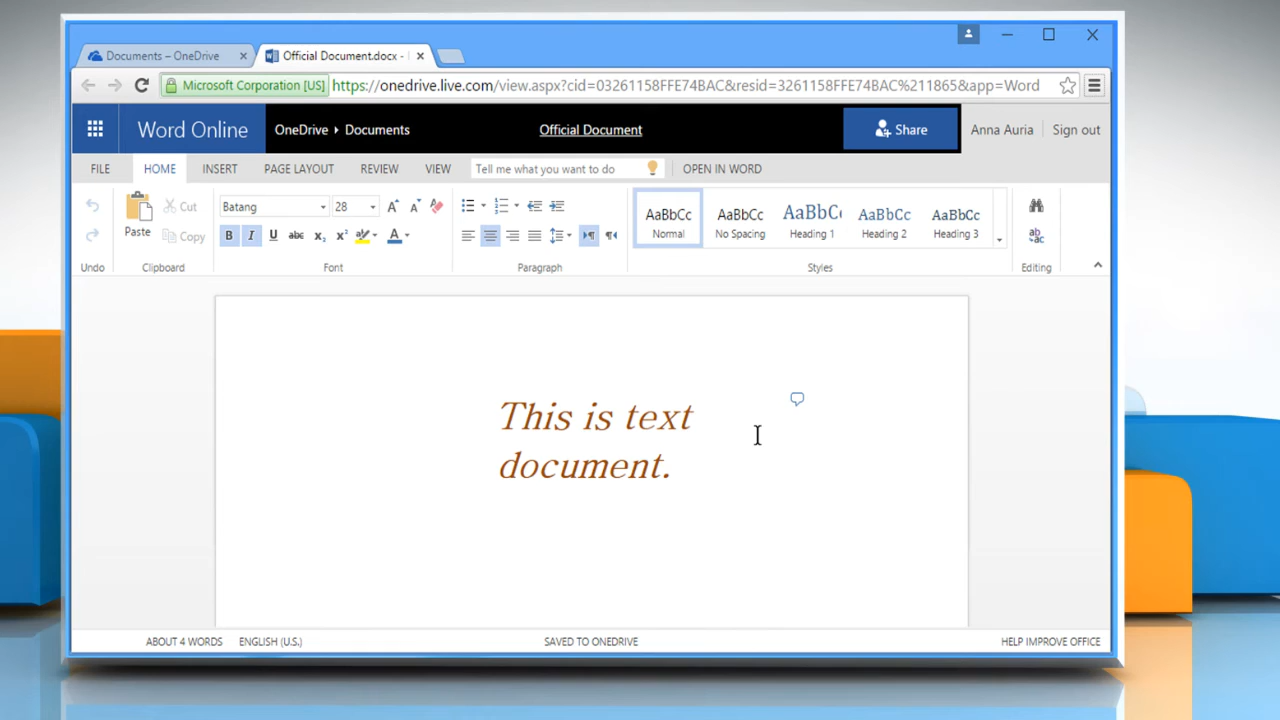 Documents – OneDrive
Official Document.docx -
Microsoft Corporation [US] https://onedrive.live.com/view.aspx?cid=03261158FFE74BAC&resid=3261158FFE74BAC%211865&app=Word
Word Online OneDrive Documents Official Document Share Anna Auria Sign out
FILE HOME INSERT PAGE LAYOUT REVIEW VIEW Tell me what you want to do OPEN IN WORD
Paste Cut Copy
Batang 28
B I U abc x₂ x² A
AaBbCc AaBbCc AaBbCc AaBbCc AaBbCc
Normal No Spacing Heading 1 Heading 2 Heading 3
Undo Clipboard Font Paragraph Styles Editing
This is text
document.
ABOUT 4 WORDS ENGLISH (U.S.) SAVED TO ONEDRIVE HELP IMPROVE OFFICE